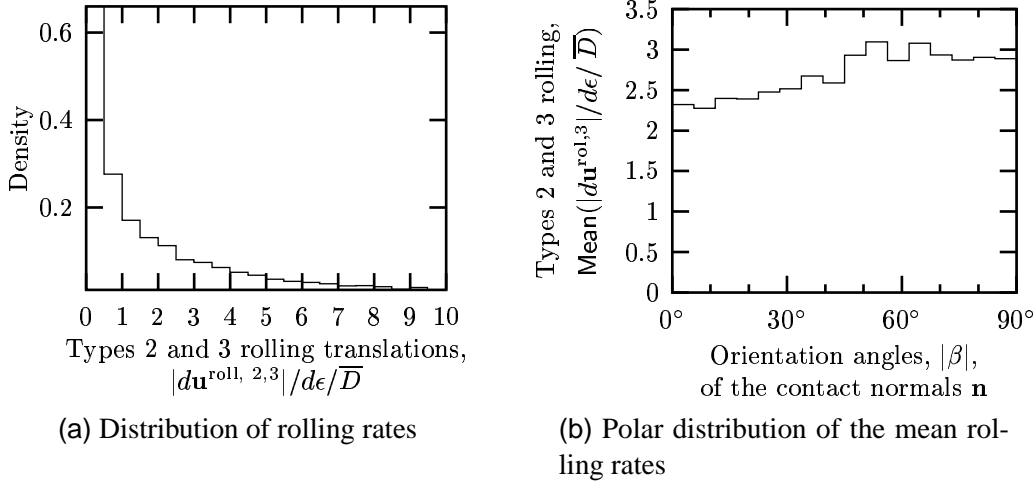 0.6
0.4
0.2
Density
0 1 2 3 4 5 6 7 8 9 10
Types 2 and 3 rolling translations,
|du^roll, 2,3|/dϵ/D̅
(a) Distribution of rolling rates
3.5
3
2.5
2
1.5
1
0.5
0
Types 2 and 3 rolling,
Mean(|du^rol,3|/dϵ/ D̅)
0° 30° 60° 90°
Orientation angles, |β|,
of the contact normals n
(b) Polar distribution of the mean rol-
ling rates